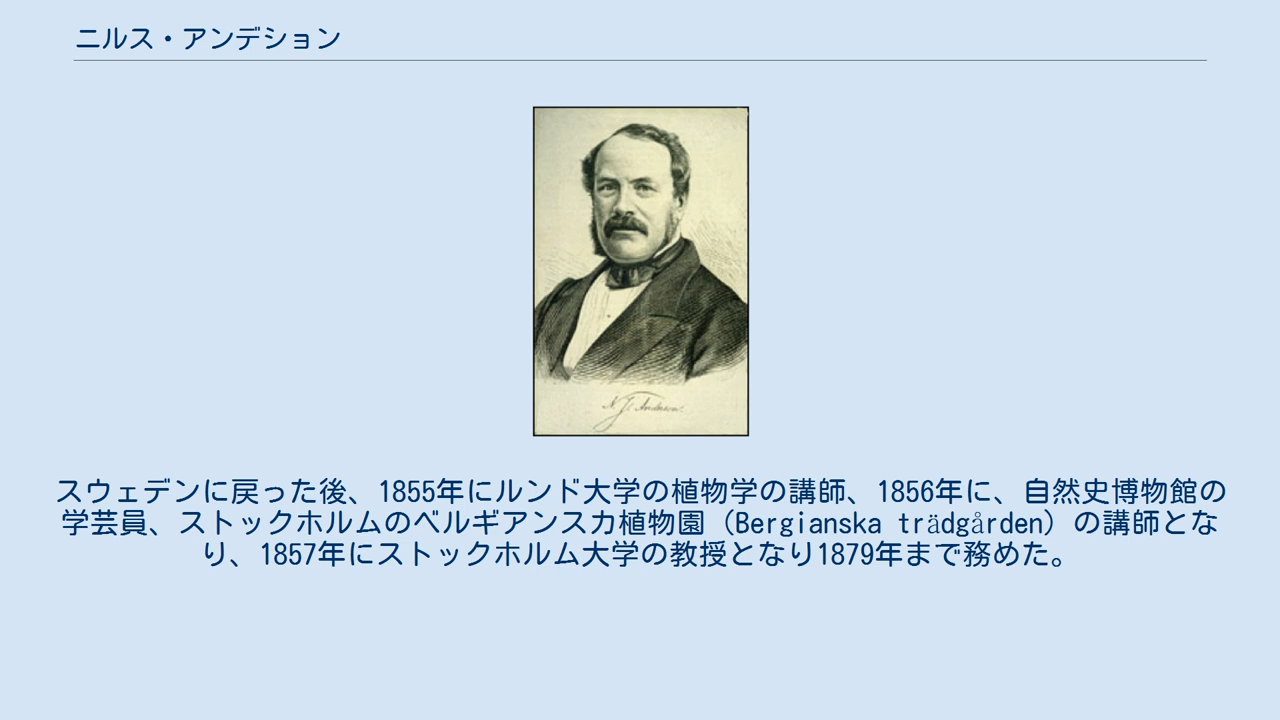 ニルス・アンデション
N. J. Andersson.
スウェデンに戻った後、1855年にルンド大学の植物学の講師、1856年に、自然史博物館の
学芸員、ストックホルムのベルギアンスカ植物園（Bergianska trädgården）の講師とな
り、1857年にストックホルム大学の教授となり1879年まで務めた。